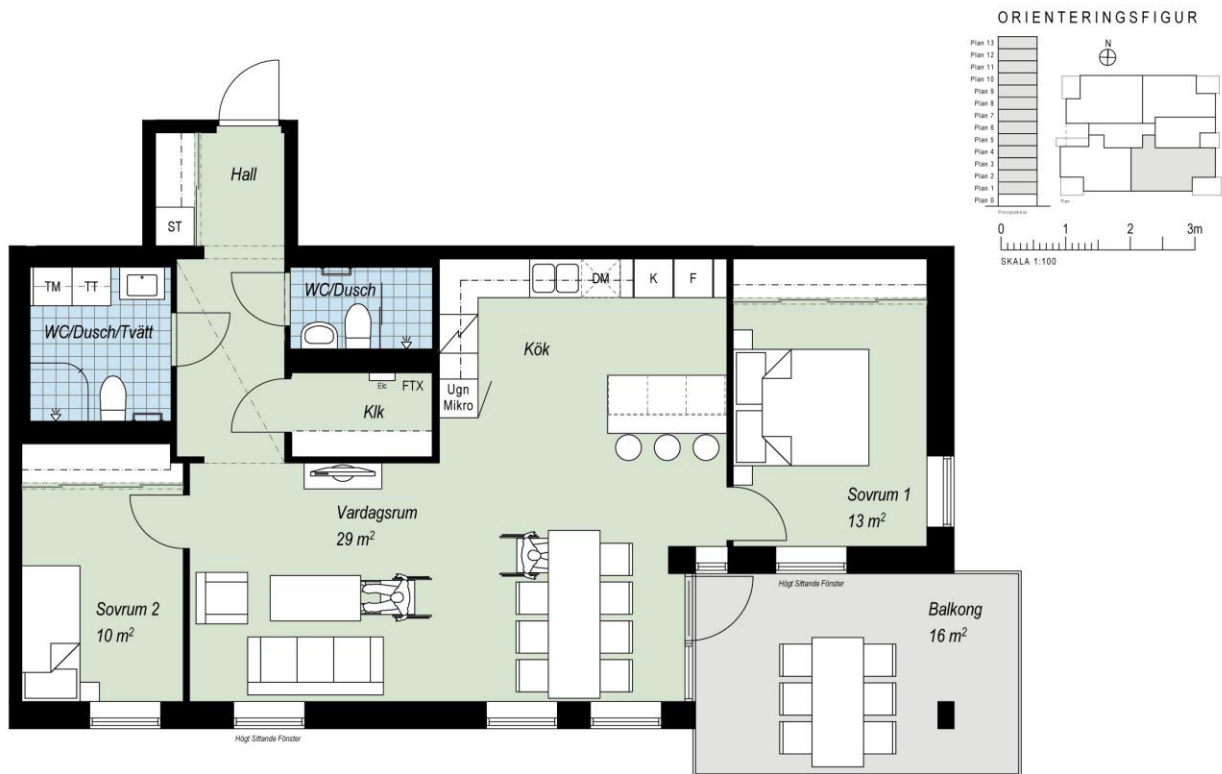 ORIENTERINGSFIGUR
Plan 13
Plan 12
Plan 11
Plan 10
Plan 9
Plan 8
Plan 7
Plan 6
Plan 5
Plan 4
Plan 3
Plan 2
Plan 1
Plan 0
N
Plan
0 1 2 3m
SKALA 1:100
Hall
ST
TM TT
WC/Dusch/Tvätt
WC/Dusch
DM K F
Kök
Ugn
Mikro
Elc FTX
Klk
Vardagsrum
29 m²
Sovrum 1
13 m²
Högt Sittande Fönster
Sovrum 2
10 m²
Balkong
16 m²
Högt Sittande Fönster